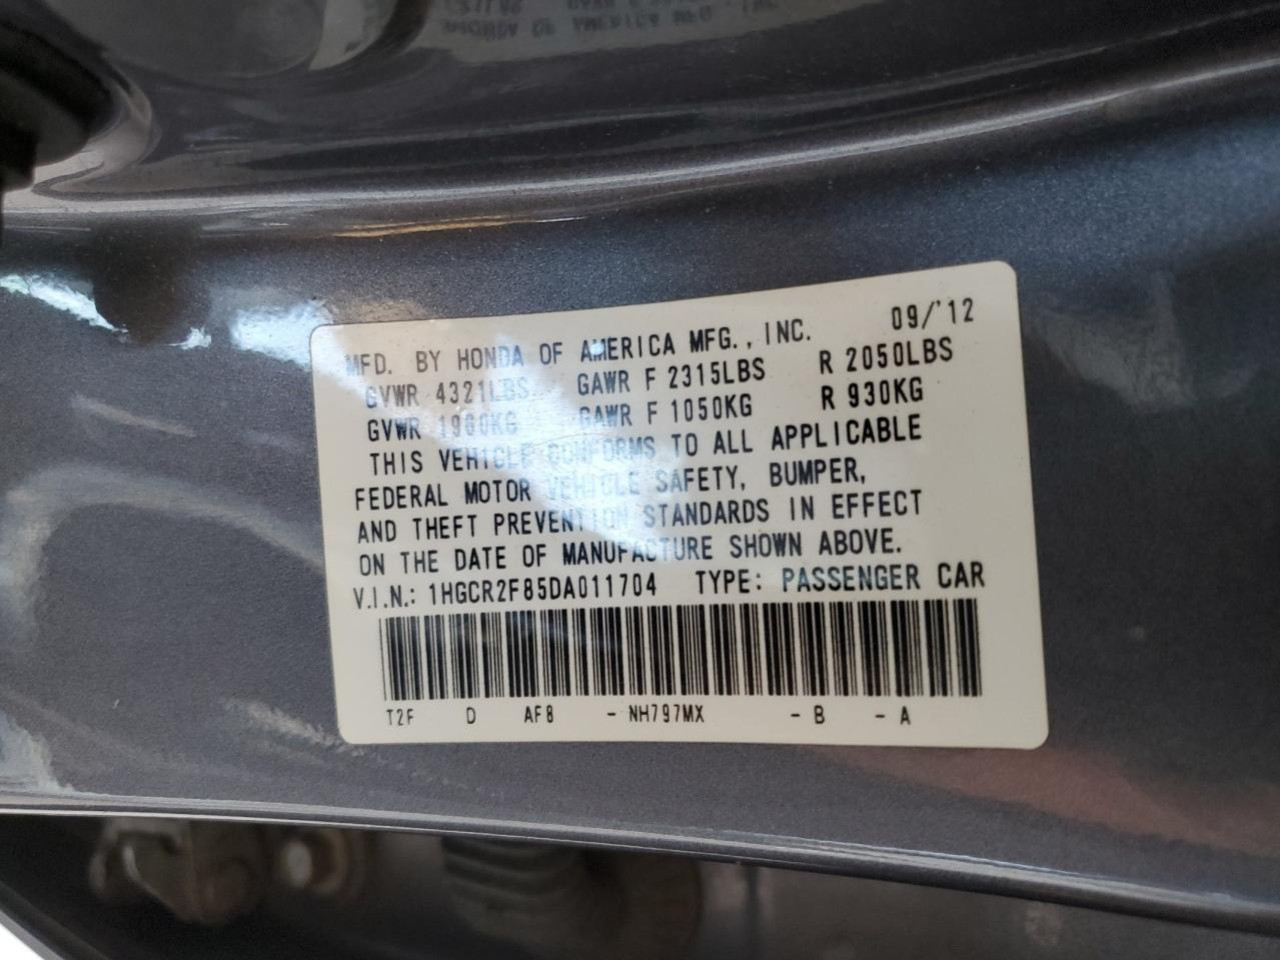 MFD. BY HONDA OF AMERICA MFG., INC. 09/'12
GVWR 4321LBS GAWR F 2315LBS R 2050LBS
GVWR 1960KG GAWR F 1050KG R 930KG
THIS VEHICLE CONFORMS TO ALL APPLICABLE
FEDERAL MOTOR VEHICLE SAFETY, BUMPER,
AND THEFT PREVENTION STANDARDS IN EFFECT
ON THE DATE OF MANUFACTURE SHOWN ABOVE.
V.I.N.: 1HGCR2F85DA011704 TYPE: PASSENGER CAR
T2F D AF8 - NH797MX - B - A